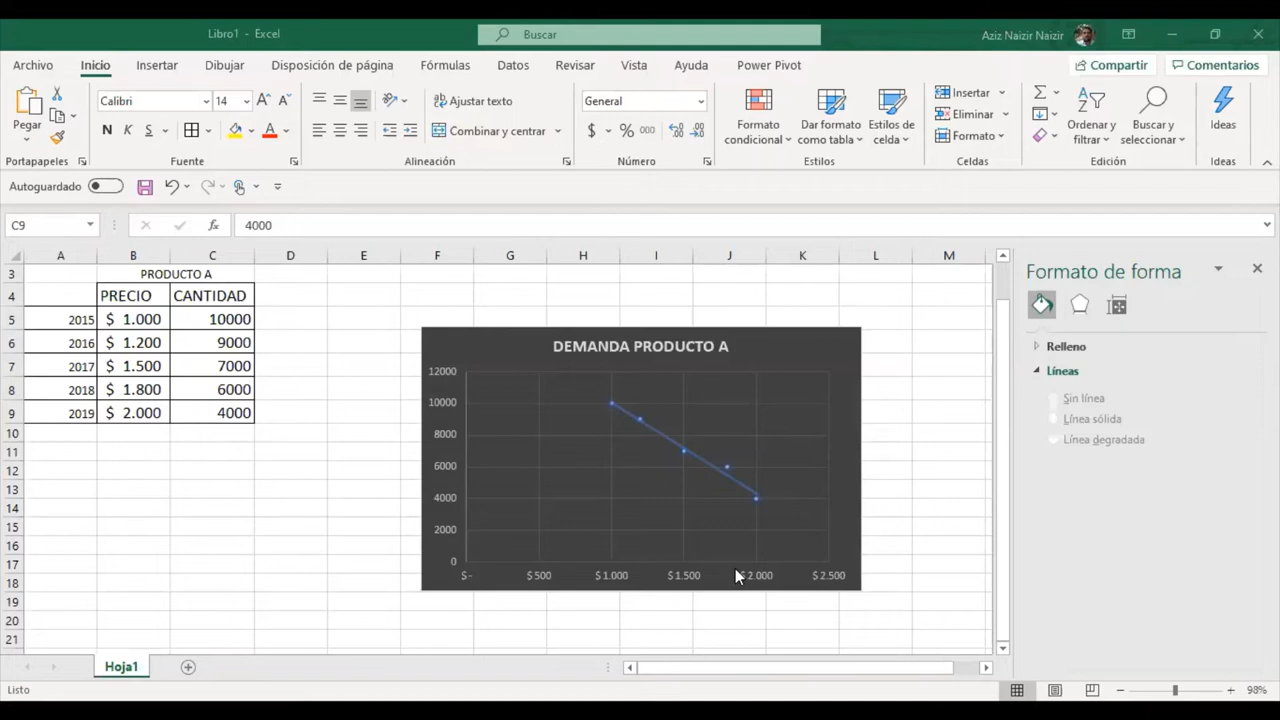 Libro1 - Excel
Buscar
Aziz Naizir Naizir
Archivo Inicio Insertar Dibujar Disposición de página Fórmulas Datos Revisar Vista Ayuda Power Pivot
Compartir Comentarios
Pegar
Portapapeles
Calibri 14
N K S
A
Fuente
Ajustar texto
Combinar y centrar
Alineación
General
$ % 000
Número
Formato condicional
Dar formato como tabla
Estilos de celda
Estilos
Insertar
Eliminar
Formato
Celdas
Ordenar y filtrar
Buscar y seleccionar
Edición
Ideas
Ideas
Autoguardado
C9 fx 4000
A B C D E F G H I J K L M
3 PRODUCTO A
4 PRECIO CANTIDAD
5 2015 $ 1.000 10000
6 2016 $ 1.200 9000
7 2017 $ 1.500 7000
8 2018 $ 1.800 6000
9 2019 $ 2.000 4000
10
11
12
13
14
15
16
17
18
19
20
21
DEMANDA PRODUCTO A
12000
10000
8000
6000
4000
2000
0
$ - $ 500 $ 1.000 $ 1.500 $ 2.000 $ 2.500
Formato de forma
Relleno
Líneas
Sin línea
Línea sólida
Línea degradada
Hoja1
Listo
98%